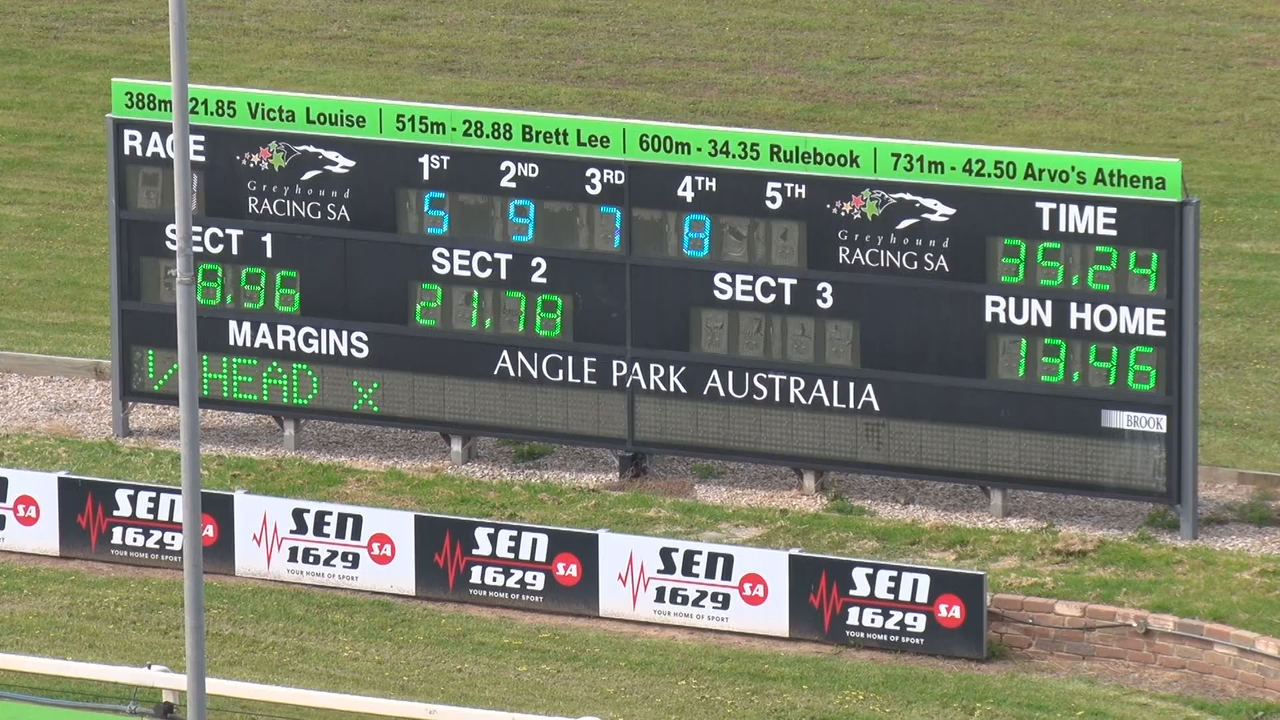 388m 21.85 Victa Louise | 515m - 28.88 Brett Lee | 600m - 34.35 Rulebook | 731m - 42.50 Arvo's Athena
RACE
Greyhound
RACING SA
1ST 2ND 3RD 4TH 5TH
5 9 7 8
Greyhound
RACING SA
TIME
35.24
SECT 1
8.96
SECT 2
21.78
SECT 3
RUN HOME
13.46
MARGINS
HEAD x
ANGLE PARK AUSTRALIA
BROOK
SA
SEN
1629 SA
YOUR HOME OF SPORT
SEN
1629 SA
YOUR HOME OF SPORT
SEN
1629 SA
YOUR HOME OF SPORT
SEN
1629 SA
YOUR HOME OF SPORT
SEN
1629 SA
YOUR HOME OF SPORT